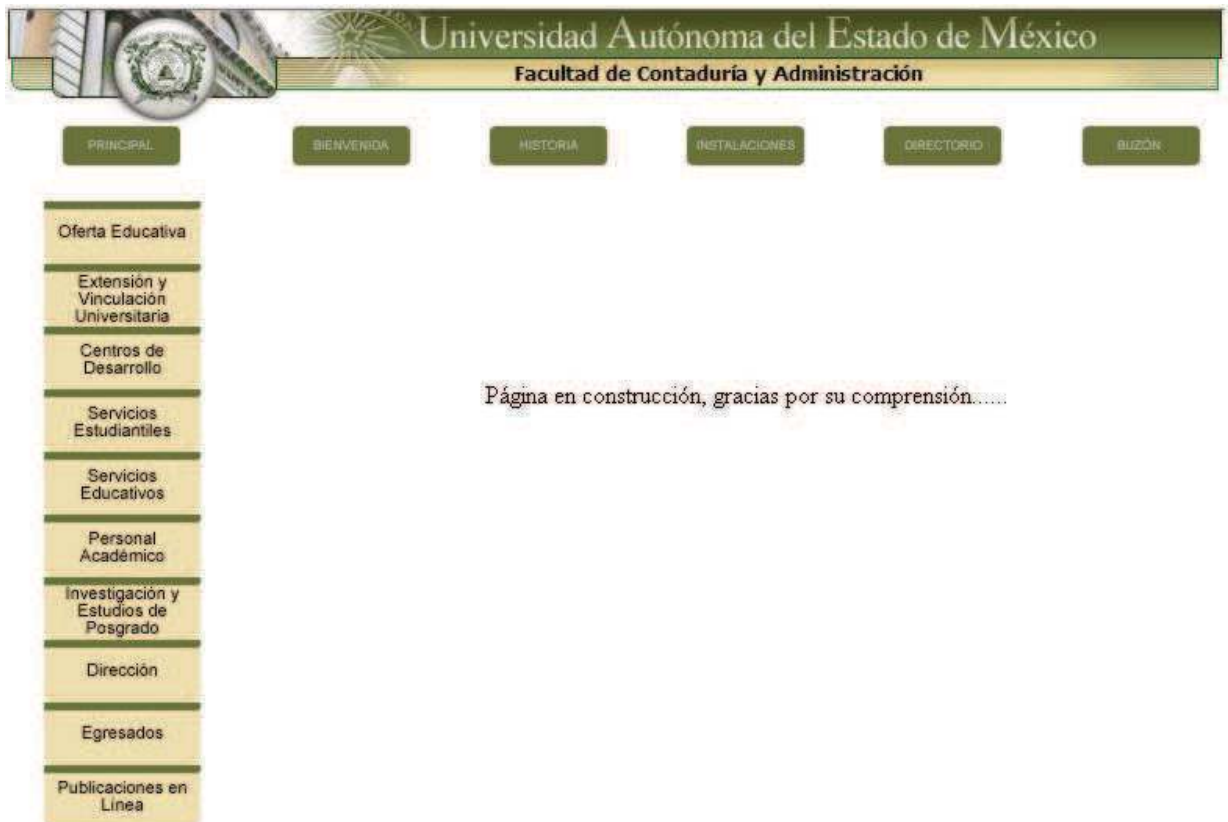 Universidad Autónoma del Estado de México
Facultad de Contaduría y Administración
PRINCIPAL
BIENVENIDA
HISTORIA
INSTALACIONES
DIRECTORIO
BUZÓN
Oferta Educativa
Extensión y
Vinculación
Universitaria
Centros de
Desarrollo
Servicios
Estudiantiles
Servicios
Educativos
Personal
Académico
Investigación y
Estudios de
Posgrado
Dirección
Egresados
Publicaciones en
Línea
Página en construcción, gracias por su comprensión......